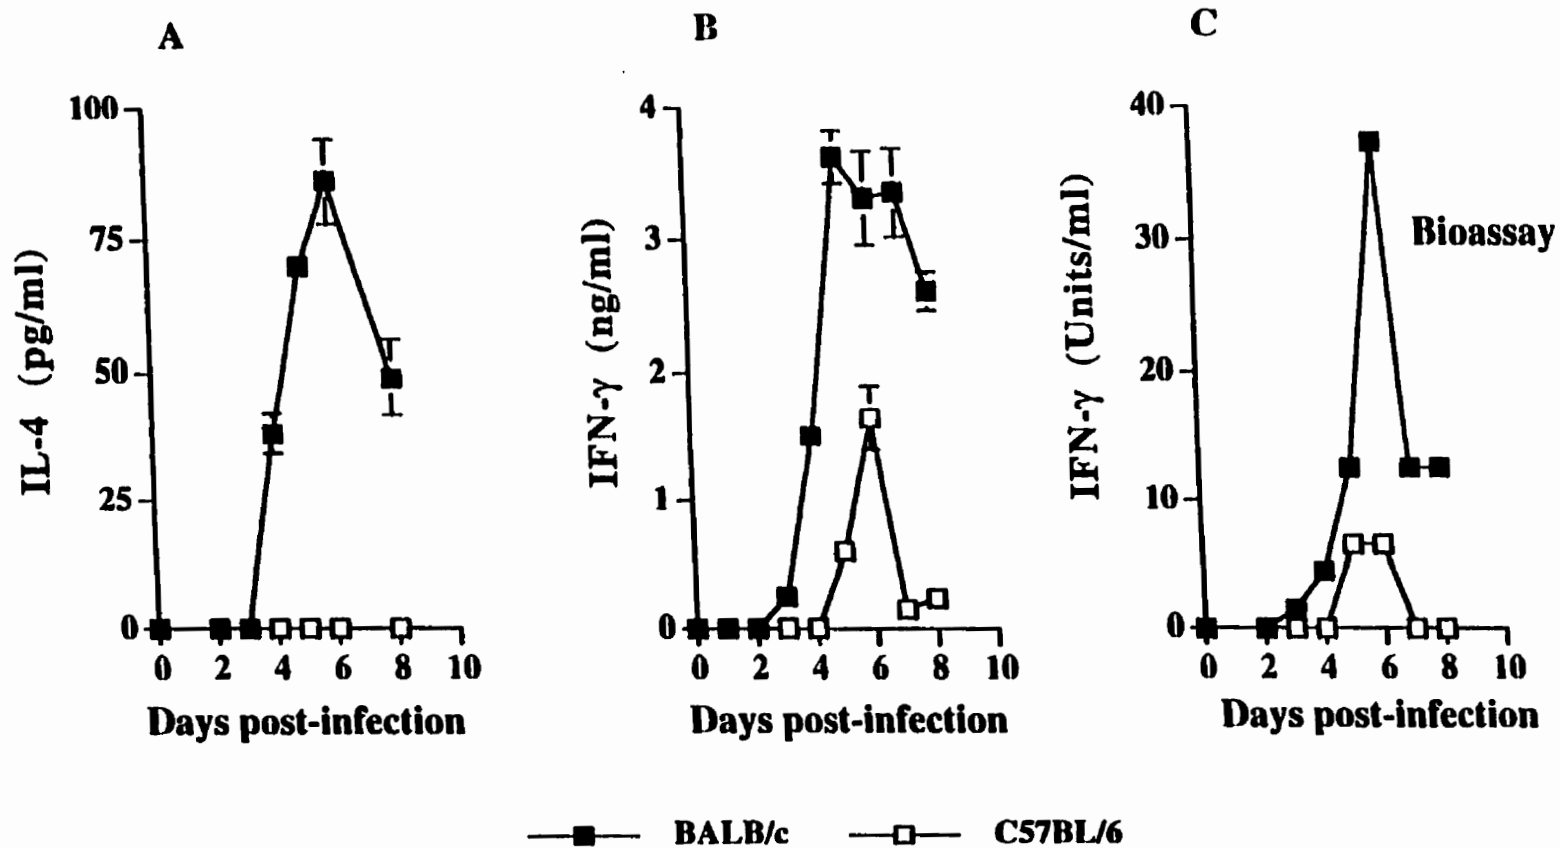 A
100
75
50
25
0
IL-4 (pg/ml)
0 2 4 6 8 10
Days post-infection
B
4
3
2
1
0
IFN-γ (ng/ml)
0 2 4 6 8 10
Days post-infection
C
40
30
20
10
0
IFN-γ (Units/ml)
Bioassay
0 2 4 6 8 10
Days post-infection
BALB/c C57BL/6